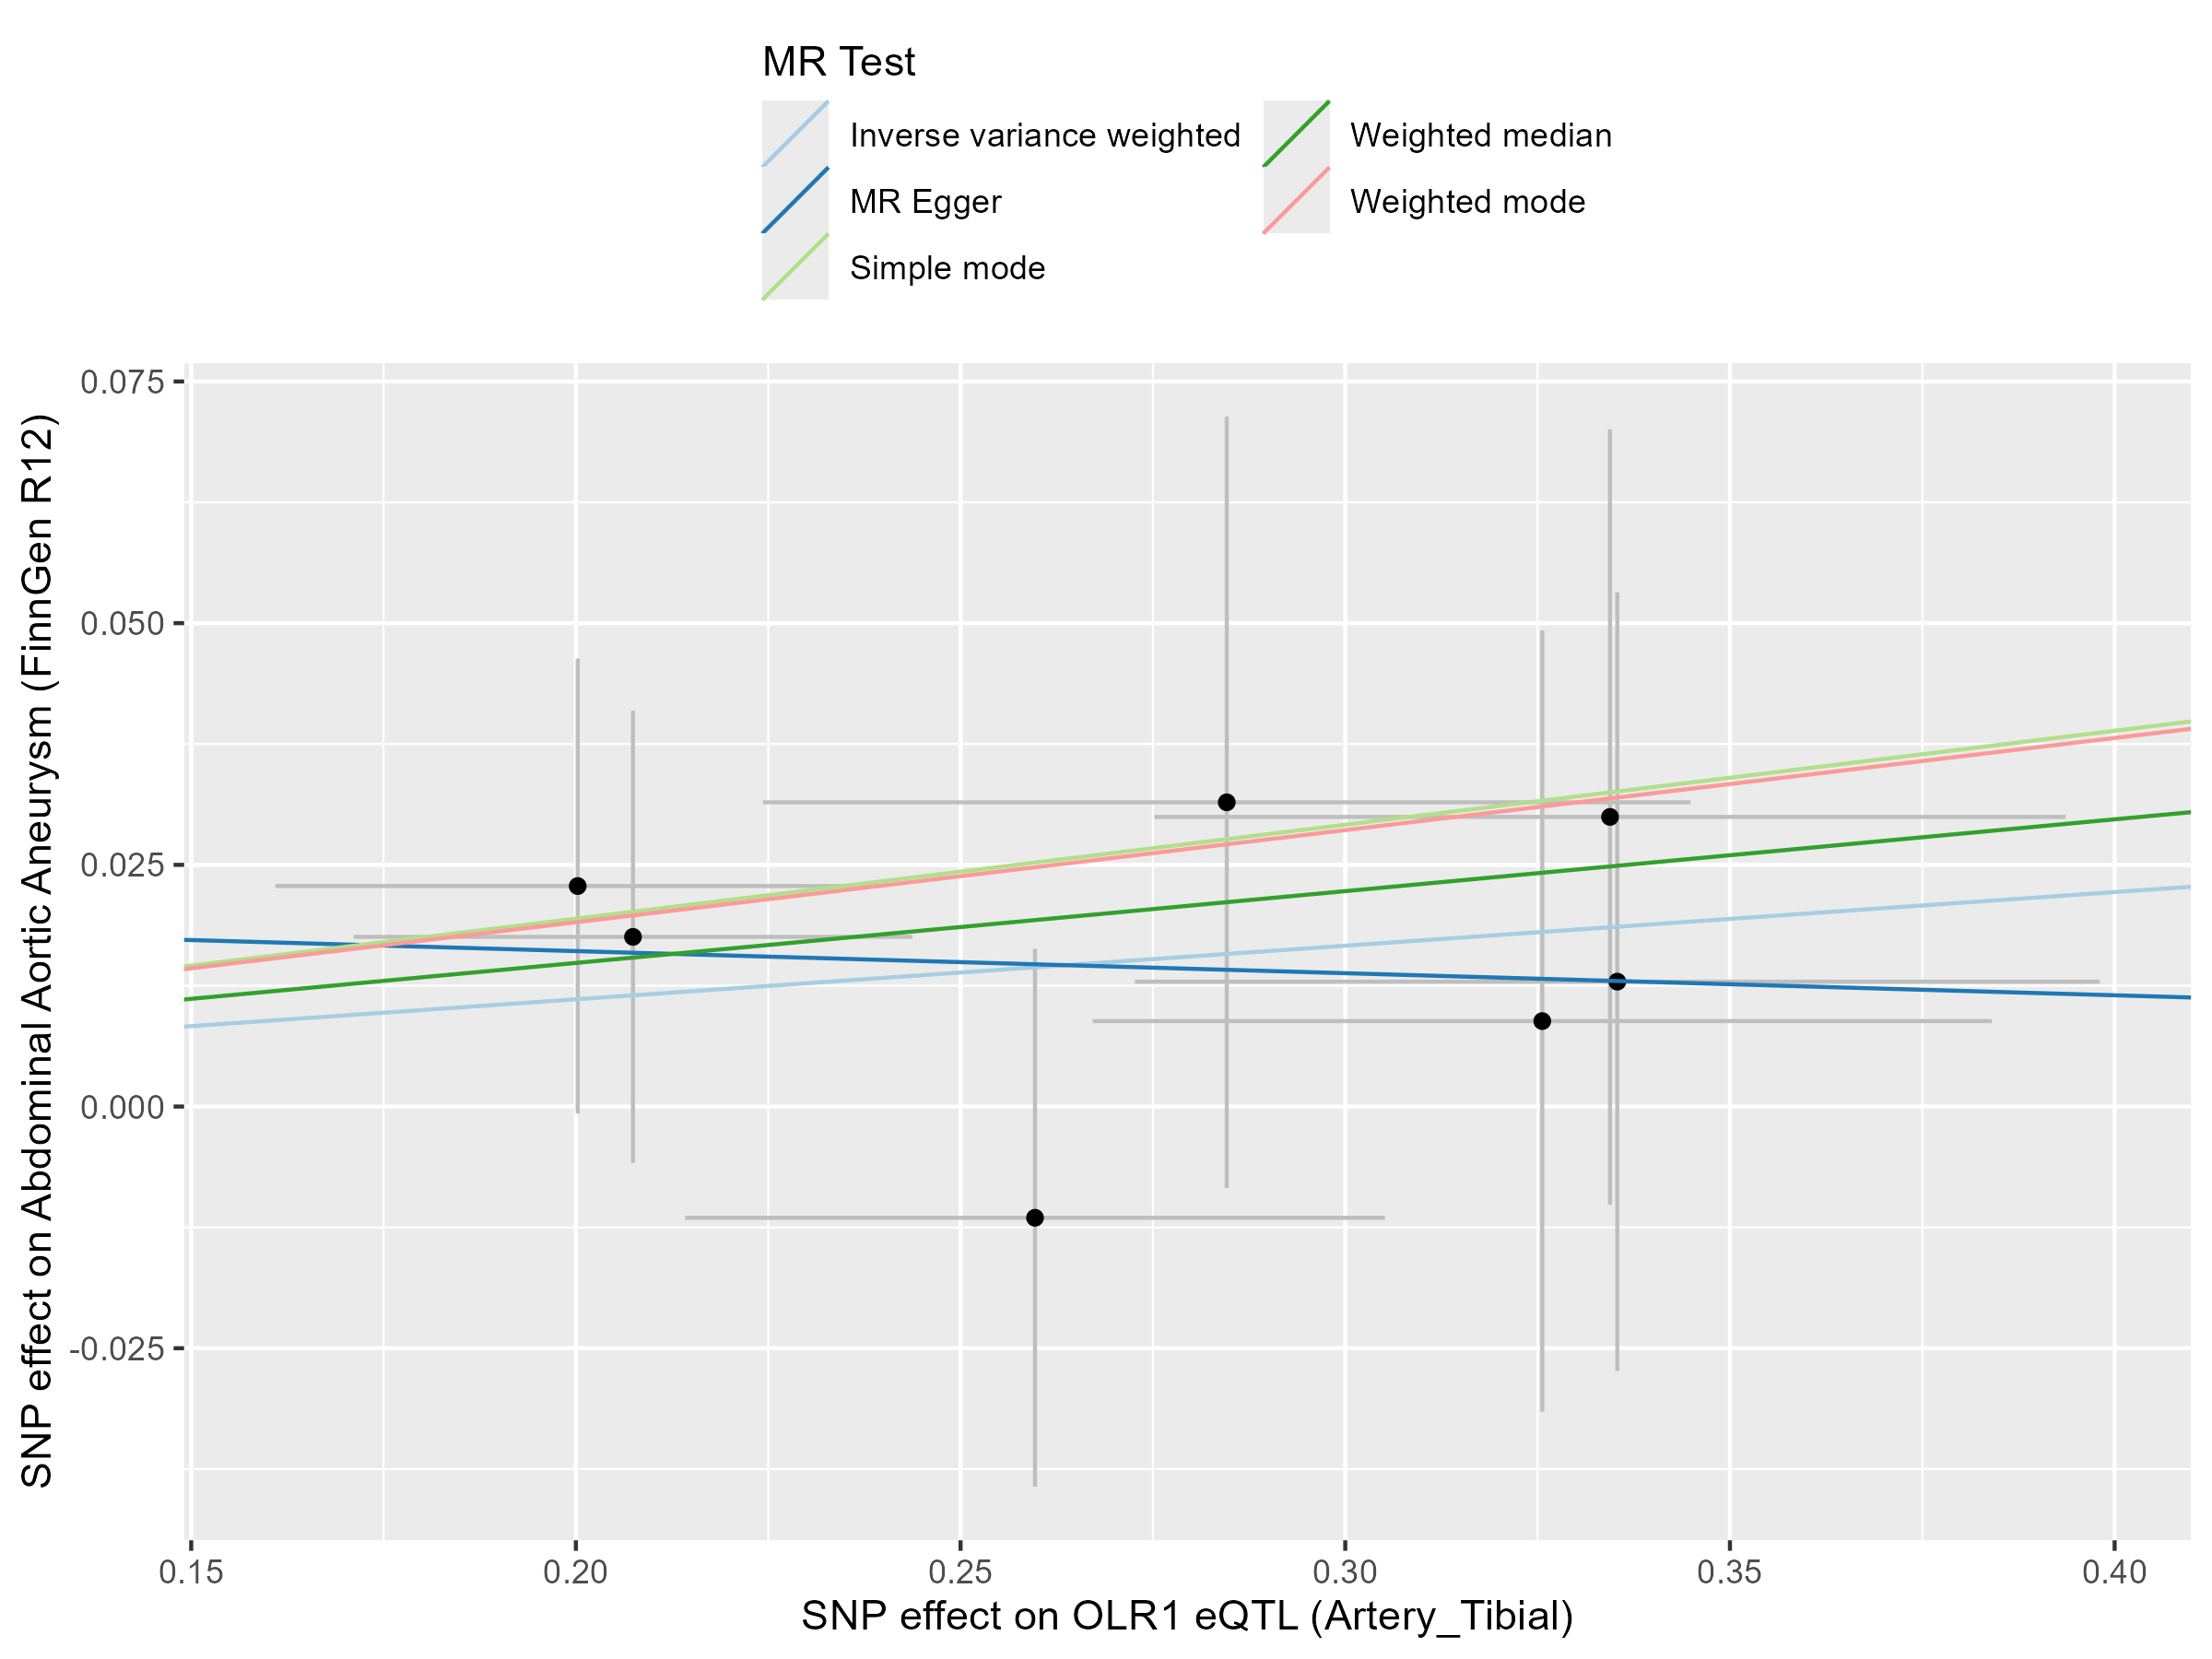 MR Test
Inverse variance weighted
Weighted median
MR Egger
Weighted mode
Simple mode
SNP effect on Abdominal Aortic Aneurysm (FinnGen R12)
0.075
0.050
0.025
0.000
-0.025
0.15
0.20
0.25
0.30
0.35
0.40
SNP effect on OLR1 eQTL (Artery_Tibial)